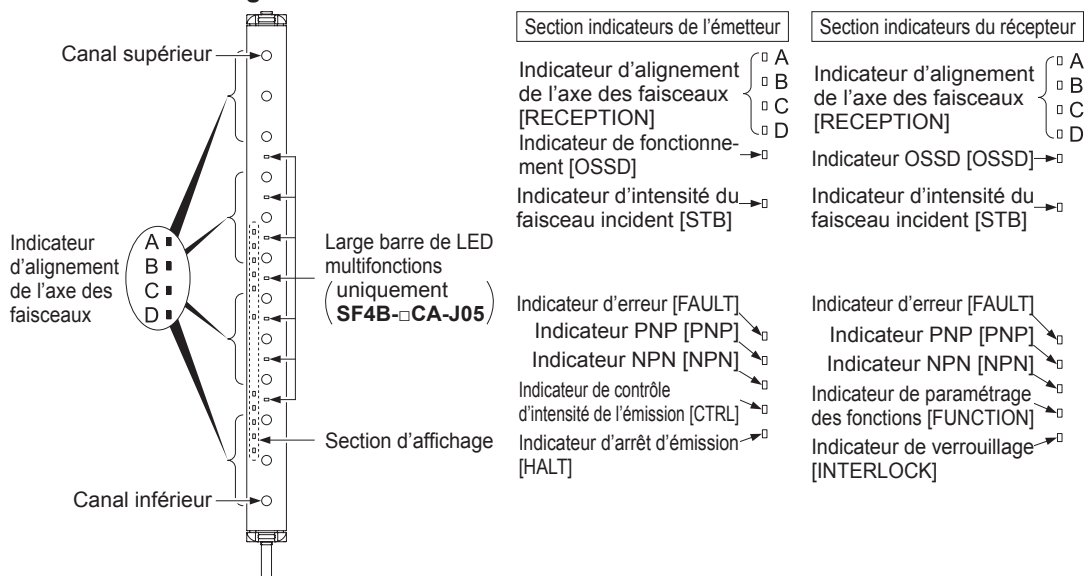 Canal supérieur
Indicateur
d'alignement
de l'axe des
faisceaux
A
B
C
D
Large barre de LED
multifonctions
uniquement
SF4B-□CA-J05
Section d'affichage
Canal inférieur
Section indicateurs de l'émetteur
Indicateur d'alignement
de l'axe des faisceaux
[RECEPTION]
A
B
C
D
Indicateur de fonctionne-
ment [OSSD]
Indicateur d'intensité du
faisceau incident [STB]
Indicateur d'erreur [FAULT]
Indicateur PNP [PNP]
Indicateur NPN [NPN]
Indicateur de contrôle
d'intensité de l'émission [CTRL]
Indicateur d'arrêt d'émission
[HALT]
Section indicateurs du récepteur
Indicateur d'alignement
de l'axe des faisceaux
[RECEPTION]
A
B
C
D
Indicateur OSSD [OSSD]
Indicateur d'intensité du
faisceau incident [STB]
Indicateur d'erreur [FAULT]
Indicateur PNP [PNP]
Indicateur NPN [NPN]
Indicateur de paramétrage
des fonctions [FUNCTION]
Indicateur de verrouillage
[INTERLOCK]